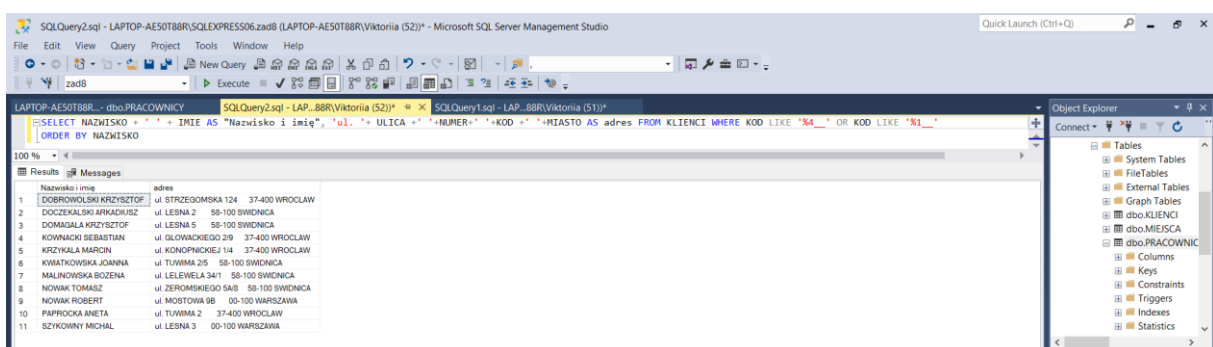 SQLQuery2.sql - LAPTOP-AE50T88R\SQLEXPRESS06.zad8 (LAPTOP-AE50T88R\Viktoriia (52))* - Microsoft SQL Server Management Studio
Quick Launch (Ctrl+Q)
File Edit View Query Project Tools Window Help
New Query
zad8 Execute
LAPTOP-AE50T88R...- dbo.PRACOWNICY SQLQuery2.sql - LAP...88R\Viktoriia (52))* SQLQuery1.sql - LAP...88R\Viktoriia (51))*
SELECT NAZWISKO + ' ' + IMIE AS "Nazwisko i imię", 'ul. '+ ULICA +' '+NUMER+' '+KOD +' '+MIASTO AS adres FROM KLIENCI WHERE KOD LIKE '%4__' OR KOD LIKE '%1__'
ORDER BY NAZWISKO
100 %
Results Messages
Nazwisko i imię adres
1 DOBROWOLSKI KRZYSZTOF ul. STRZEGOMSKA 124 37-400 WROCLAW
2 DOCZEKALSKI ARKADIUSZ ul. LESNA 2 58-100 SWIDNICA
3 DOMAGALA KRZYSZTOF ul. LESNA 5 58-100 SWIDNICA
4 KOWNACKI SEBASTIAN ul. GLOWACKIEGO 2/9 37-400 WROCLAW
5 KRZYKALA MARCIN ul. KONOPNICKIEJ 1/4 37-400 WROCLAW
6 KWIATKOWSKA JOANNA ul. TUWIMA 2/5 58-100 SWIDNICA
7 MALINOWSKA BOZENA ul. LELEWELA 34/1 58-100 SWIDNICA
8 NOWAK TOMASZ ul. ZEROMSKIEGO 5A/8 58-100 SWIDNICA
9 NOWAK ROBERT ul. MOSTOWA 9B 00-100 WARSZAWA
10 PAPROCKA ANETA ul. TUWIMA 2 37-400 WROCLAW
11 SZYKOWNY MICHAL ul. LESNA 3 00-100 WARSZAWA
Object Explorer
Connect
Tables
System Tables
FileTables
External Tables
Graph Tables
dbo.KLIENCI
dbo.MIEJSCA
dbo.PRACOWNIC
Columns
Keys
Constraints
Triggers
Indexes
Statistics